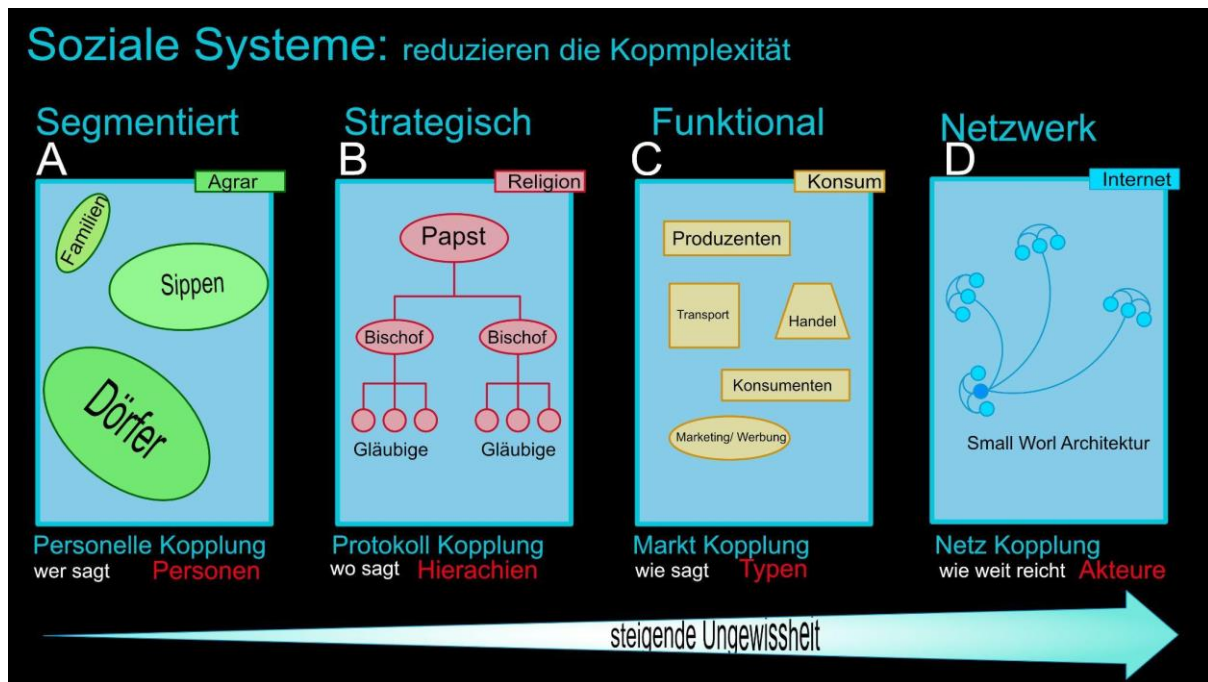 Soziale Systeme: reduzieren die Kopmplexität
Segmentiert
A
Agrar
Familien
Sippen
Dörfer
Personelle Kopplung
wer sagt Personen
Strategisch
B
Religion
Papst
Bischof Bischof
Gläubige Gläubige
Protokoll Kopplung
wo sagt Hierachien
Funktional
C
Konsum
Produzenten
Transport
Handel
Konsumenten
Marketing/ Werbung
Markt Kopplung
wie sagt Typen
Netzwerk
D
Internet
Small Worl Architektur
Netz Kopplung
wie weit reicht Akteure
steigende Ungewissheit